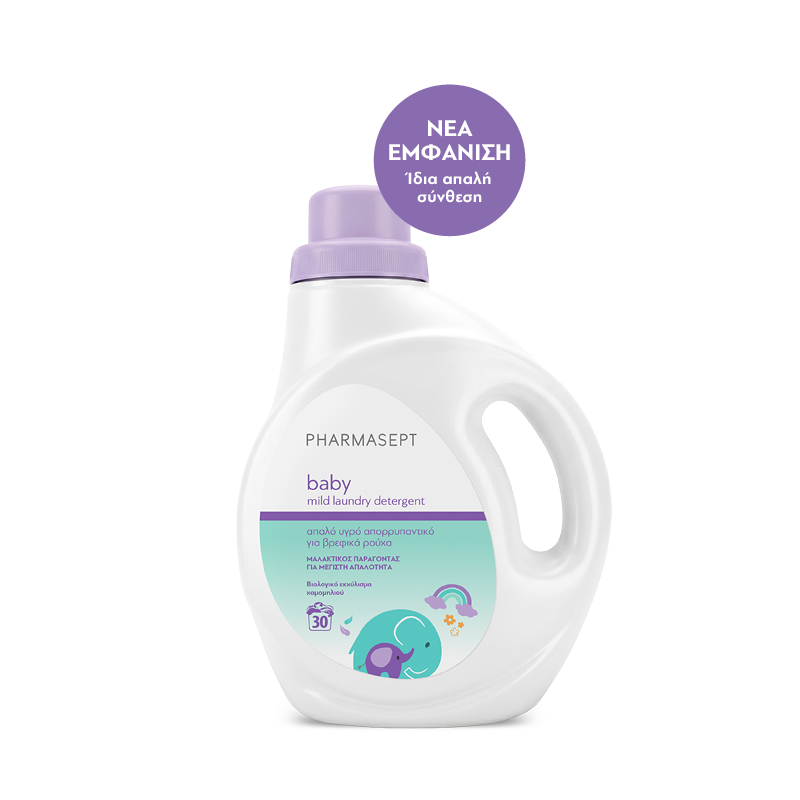 ΝΕΑ
ΕΜΦΑΝΙΣΗ
Ίδια απαλή
σύνθεση
PHARMASEPT
baby
mild laundry detergent
απαλό υγρό απορρυπαντικό
για βρεφικά ρούχα
ΜΑΛΑΚΤΙΚΟΣ ΠΑΡΑΓΟΝΤΑΣ
ΓΙΑ ΜΕΓΙΣΤΗ ΑΠΑΛΟΤΗΤΑ
Βιολογικό εκχύλισμα
χαμομηλιού
30